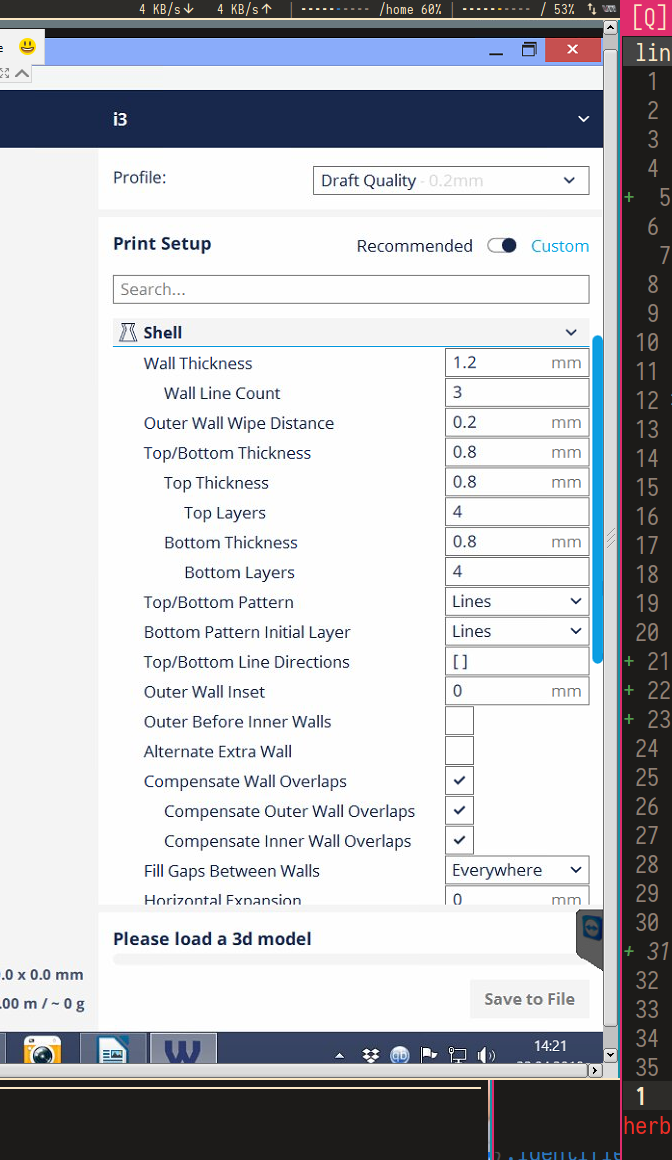 4 KB/s↓ 4 KB/s↑ | ---------- /home 60% | ---------- / 53%
[Q]
i3
Profile:
Draft Quality - 0.2mm
Print Setup
Recommended
Custom
Search...
Shell
Wall Thickness 1.2 mm
Wall Line Count 3
Outer Wall Wipe Distance 0.2 mm
Top/Bottom Thickness 0.8 mm
Top Thickness 0.8 mm
Top Layers 4
Bottom Thickness 0.8 mm
Bottom Layers 4
Top/Bottom Pattern Lines
Bottom Pattern Initial Layer Lines
Top/Bottom Line Directions [ ]
Outer Wall Inset 0 mm
Outer Before Inner Walls
Alternate Extra Wall
Compensate Wall Overlaps
Compensate Outer Wall Overlaps
Compensate Inner Wall Overlaps
Fill Gaps Between Walls Everywhere
Horizontal Expansion 0 mm
Please load a 3d model
.0 x 0.0 mm
.00 m / ~ 0 g
Save to File
14:21
lin
1
2
3
4
+ 5
6
7
8
9
10
11
12
13
14
15
16
17
18
19
20
+ 21
+ 22
+ 23
24
25
26
27
28
29
30
+ 31
32
33
34
35
1
herb
.identifie